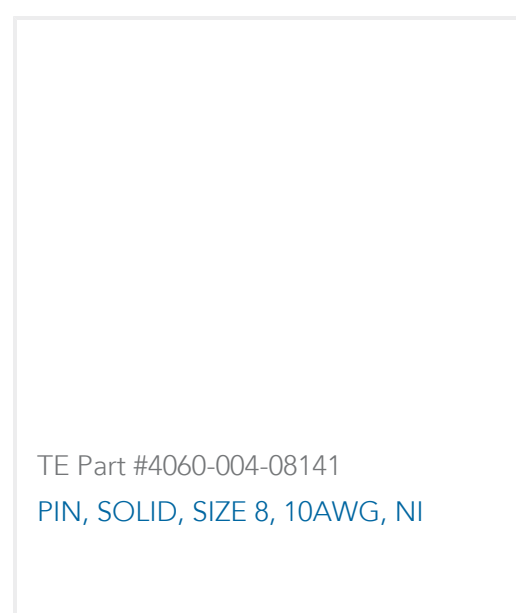 TE Part #4060-004-08141
PIN, SOLID, SIZE 8, 10AWG, NI